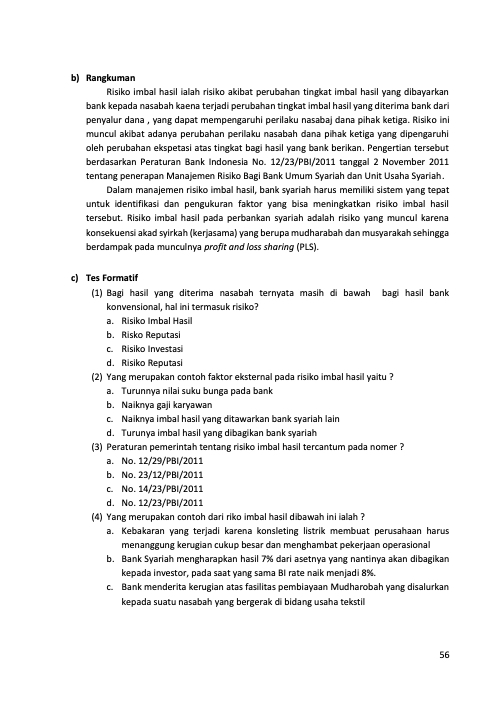 b) Rangkuman
Risiko imbal hasil ialah risiko akibat perubahan tingkat imbal hasil yang dibayarkan
bank kepada nasabah kaena terjadi perubahan tingkat imbal hasil yang diterima bank dari
penyalur dana , yang dapat mempengaruhi perilaku nasabaj dana pihak ketiga. Risiko ini
muncul akibat adanya perubahan perilaku nasabah dana pihak ketiga yang dipengaruhi
oleh perubahan ekspetasi atas tingkat bagi hasil yang bank berikan. Pengertian tersebut
berdasarkan Peraturan Bank Indonesia No. 12/23/PBI/2011 tanggal 2 November 2011
tentang penerapan Manajemen Risiko Bagi Bank Umum Syariah dan Unit Usaha Syariah.
Dalam manajemen risiko imbal hasil, bank syariah harus memiliki sistem yang tepat
untuk identifikasi dan pengukuran faktor yang bisa meningkatkan risiko imbal hasil
tersebut. Risiko imbal hasil pada perbankan syariah adalah risiko yang muncul karena
konsekuensi akad syirkah (kerjasama) yang berupa mudharabah dan musyarakah sehingga
berdampak pada munculnya profit and loss sharing (PLS).
c) Tes Formatif
(1) Bagi hasil yang diterima nasabah ternyata masih di bawah bagi hasil bank
konvensional, hal ini termasuk risiko?
a. Risiko Imbal Hasil
b. Risko Reputasi
c. Risiko Investasi
d. Risiko Reputasi
(2) Yang merupakan contoh faktor eksternal pada risiko imbal hasil yaitu ?
a. Turunnya nilai suku bunga pada bank
b. Naiknya gaji karyawan
c. Naiknya imbal hasil yang ditawarkan bank syariah lain
d. Turunya imbal hasil yang dibagikan bank syariah
(3) Peraturan pemerintah tentang risiko imbal hasil tercantum pada nomer ?
a. No. 12/29/PBI/2011
b. No. 23/12/PBI/2011
c. No. 14/23/PBI/2011
d. No. 12/23/PBI/2011
(4) Yang merupakan contoh dari riko imbal hasil dibawah ini ialah ?
a. Kebakaran yang terjadi karena konsleting listrik membuat perusahaan harus
menanggung kerugian cukup besar dan menghambat pekerjaan operasional
b. Bank Syariah mengharapkan hasil 7% dari asetnya yang nantinya akan dibagikan
kepada investor, pada saat yang sama BI rate naik menjadi 8%.
c. Bank menderita kerugian atas fasilitas pembiayaan Mudharobah yang disalurkan
kepada suatu nasabah yang bergerak di bidang usaha tekstil
56